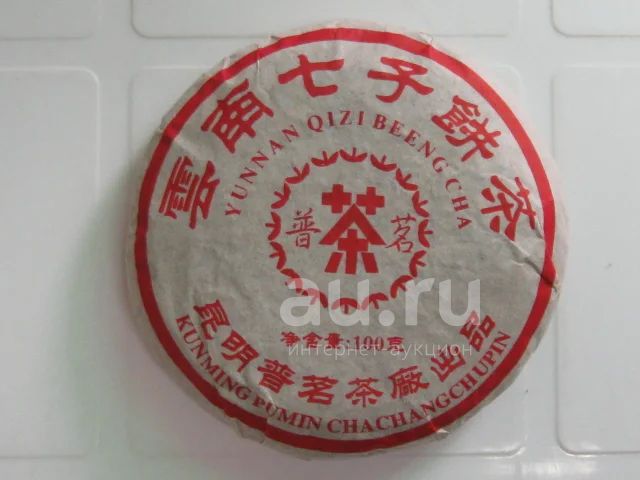 雲南七子餅茶
YUNNAN QIZI BEENG CHA
普 茶 茗
净含量:100克
昆明普茗茶廠出品
KUNMING PUMIN CHACHANGCHUPIN
au.ru
интернет-аукцион